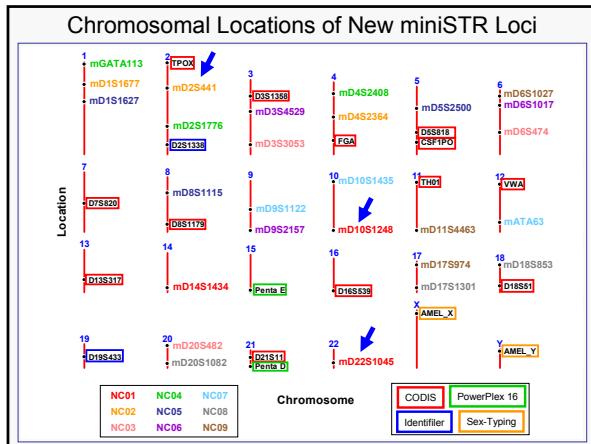 Chromosomal Locations of New miniSTR Loci
Location
1
mGATA113
mD1S1677
mD1S1627
2
TPOX
mD2S441
mD2S1776
D2S1338
3
D3S1358
mD3S4529
mD3S3053
4
mD4S2408
mD4S2364
FGA
5
mD5S2500
D5S818
CSF1PO
6
mD6S1027
mD6S1017
mD6S474
7
D7S820
8
mD8S1115
D8S1179
9
mD9S1122
mD9S2157
10
mD10S1435
mD10S1248
11
TH01
mD11S4463
12
VWA
mATA63
13
D13S317
14
mD14S1434
15
Penta E
16
D16S539
17
mD17S974
mD17S1301
18
mD18S853
D18S51
19
D19S433
20
mD20S482
mD20S1082
21
D21S11
Penta D
22
mD22S1045
X
AMEL_X
Y
AMEL_Y
Chromosome
NC01 NC04 NC07
NC02 NC05 NC08
NC03 NC06 NC09
CODIS PowerPlex 16
Identifiler Sex-Typing